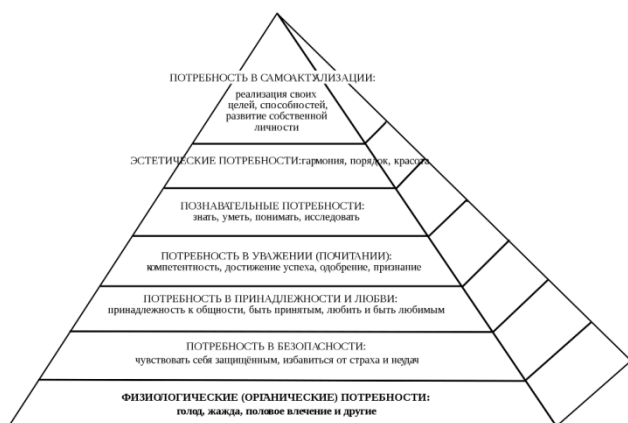 ПОТРЕБНОСТЬ В САМОАКТУАЛИЗАЦИИ:
реализация своих
целей, способностей,
развитие собственной
личности
ЭСТЕТИЧЕСКИЕ ПОТРЕБНОСТИ:гармония, порядок, красота
ПОЗНАВАТЕЛЬНЫЕ ПОТРЕБНОСТИ:
знать, уметь, понимать, исследовать
ПОТРЕБНОСТЬ В УВАЖЕНИИ (ПОЧИТАНИИ):
компетентность, достижение успеха, одобрение, признание
ПОТРЕБНОСТЬ В ПРИНАДЛЕЖНОСТИ И ЛЮБВИ:
принадлежность к общности, быть принятым, любить и быть любимым
ПОТРЕБНОСТЬ В БЕЗОПАСНОСТИ:
чувствовать себя защищённым, избавиться от страха и неудач
ФИЗИОЛОГИЧЕСКИЕ (ОРГАНИЧЕСКИЕ) ПОТРЕБНОСТИ:
голод, жажда, половое влечение и другие